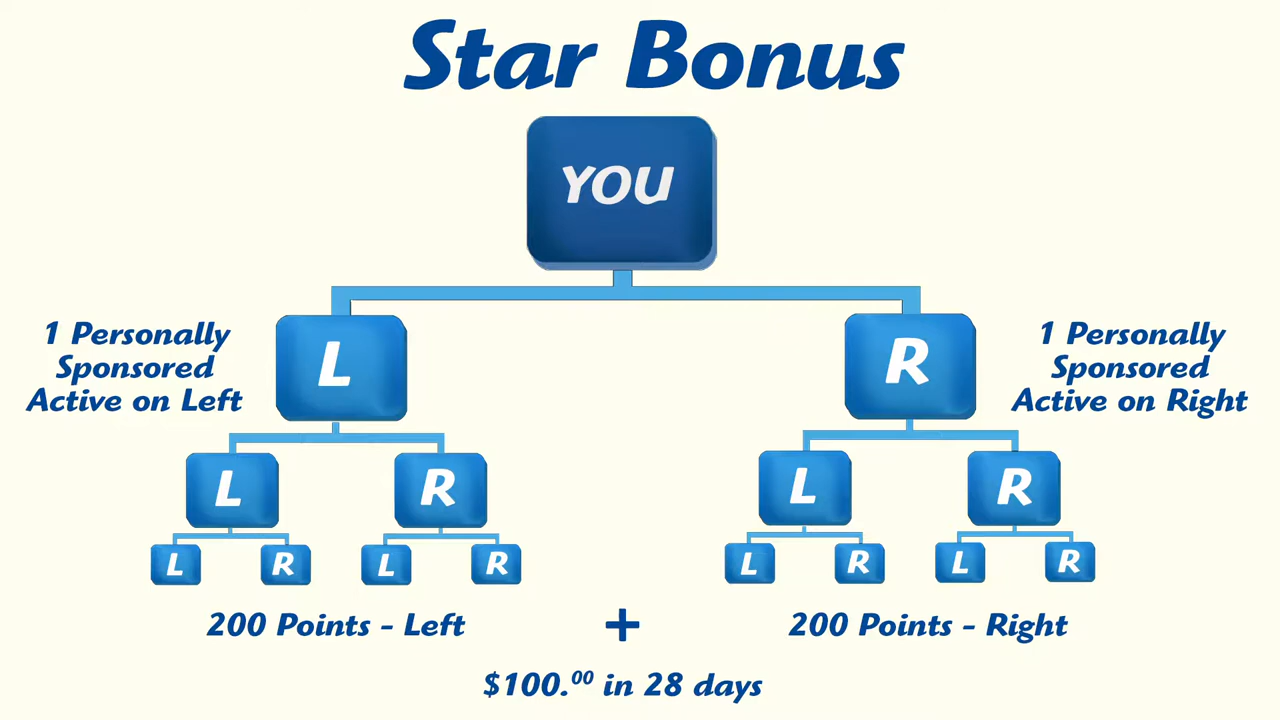 Star Bonus
YOU
1 Personally
Sponsored
Active on Left
L
R
1 Personally
Sponsored
Active on Right
L
R
L
R
L
R
L
R
L
R
L
R
200 Points - Left
+
200 Points - Right
$100.00 in 28 days